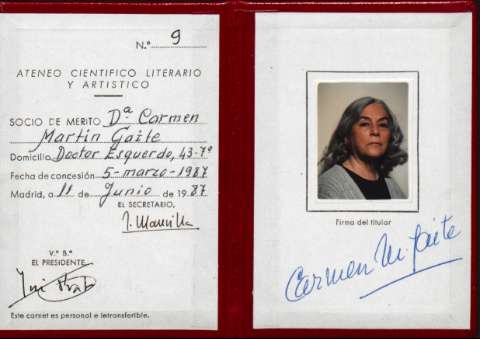 N.º 9
ATENEO CIENTIFICO LITERARIO
Y ARTISTICO
SOCIO DE MERITO Dª Carmen
Martin Gaite
Domicilio Doctor Esquerdo, 43-7º
Fecha de concesión 5-marzo-1987
Madrid, a 11 de Junio de 1987
EL SECRETARIO,
V.º B.º
EL PRESIDENTE
Este carnet es personal e intransferible.
Firma del titular
Carmen M. Gaite